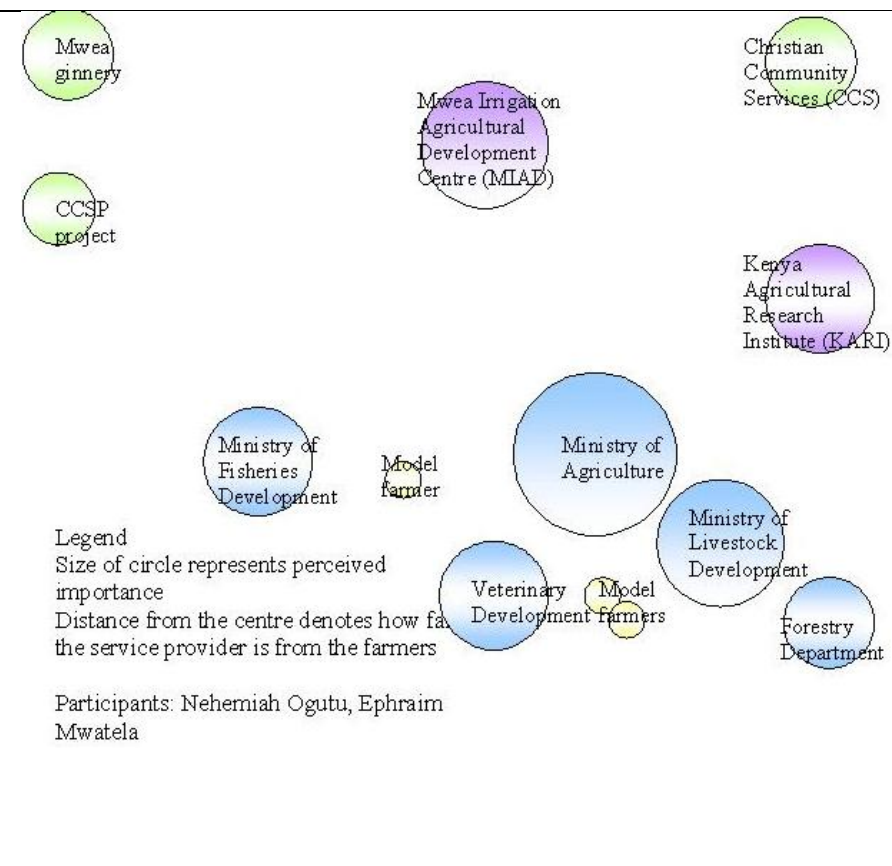 Mwea
ginnery
Christian
Community
Services (CCS)
Mwea Irrigation
Agricultural
Development
Centre (MIAD)
CCSP
project
Kenya
Agricultural
Research
Institute (KARI)
Ministry of
Fisheries
Development
Model
farmer
Ministry of
Agriculture
Ministry of
Livestock
Development
Veterinary
Development
Model
farmers
Forestry
Department
Legend
Size of circle represents perceived
importance
Distance from the centre denotes how fa
the service provider is from the farmers
Participants: Nehemiah Ogutu, Ephraim
Mwatela